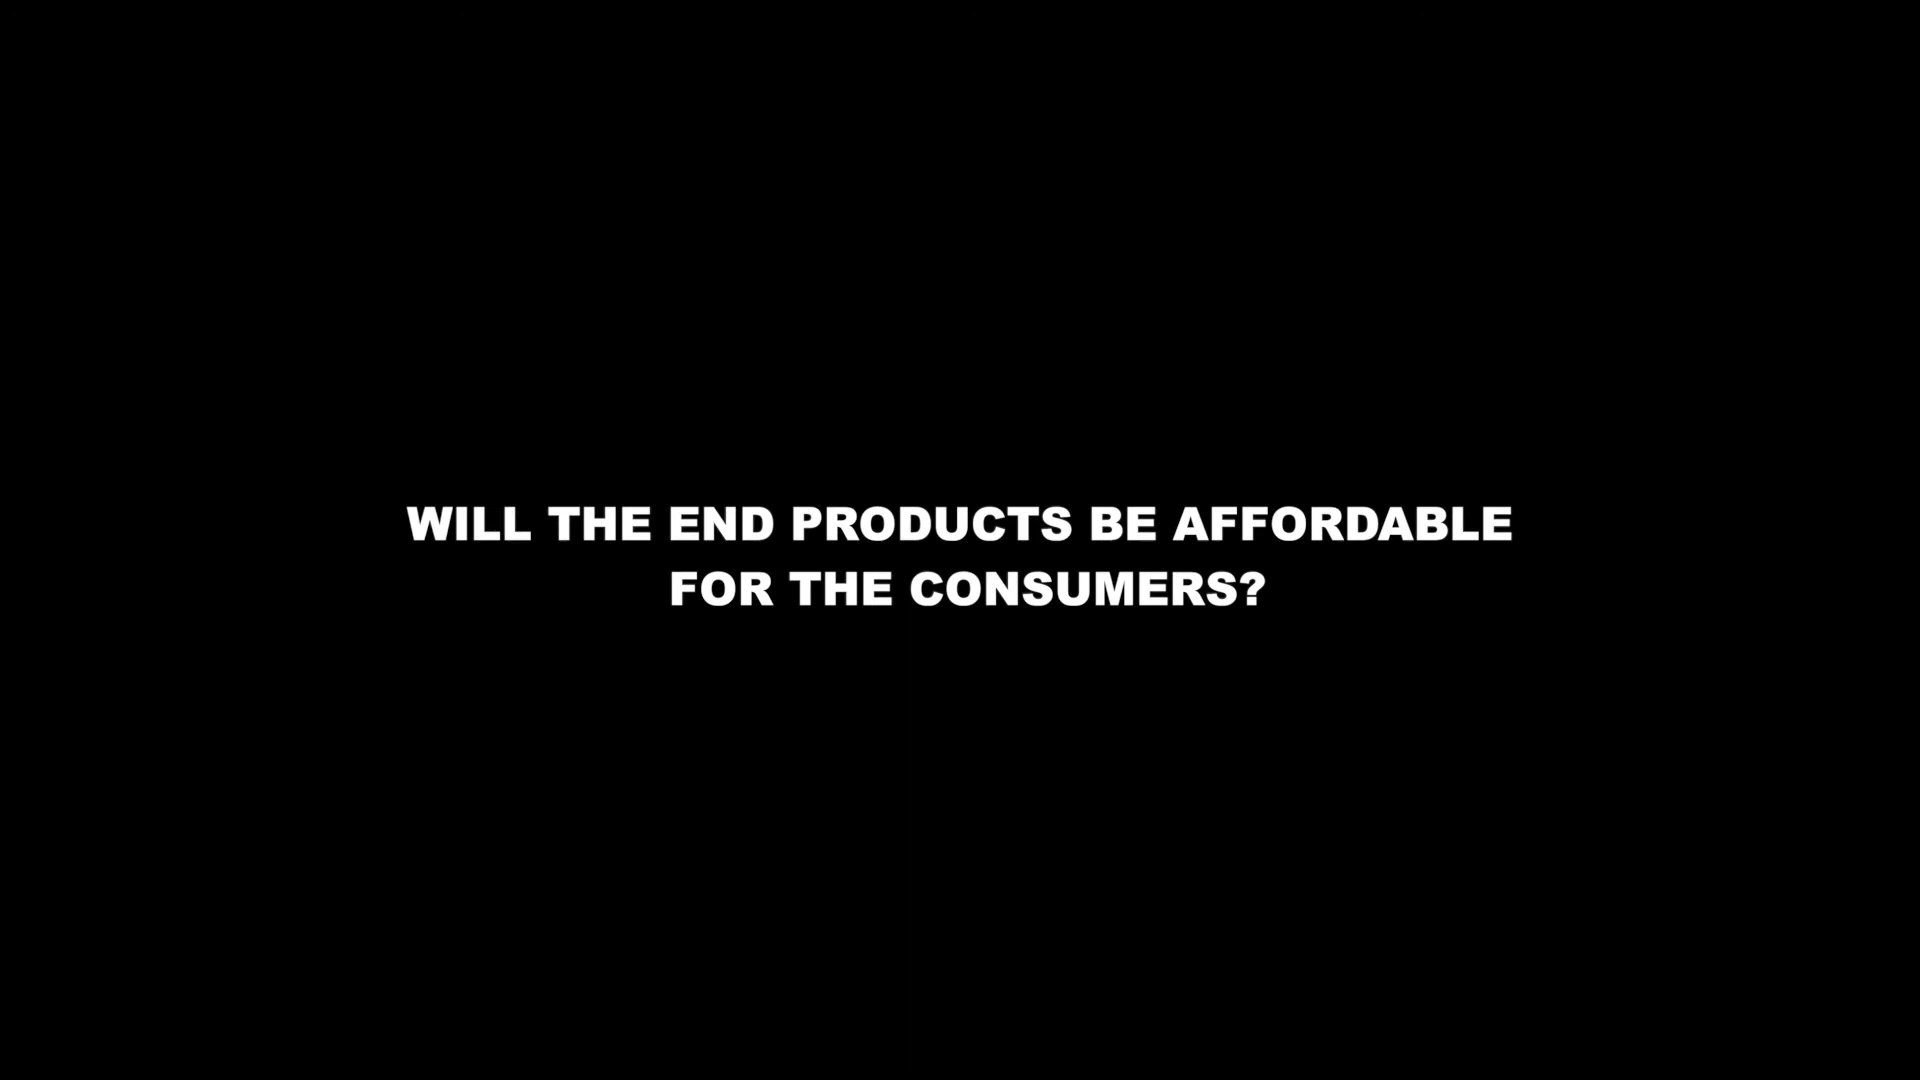 WILL THE END PRODUCTS BE AFFORDABLE
FOR THE CONSUMERS?